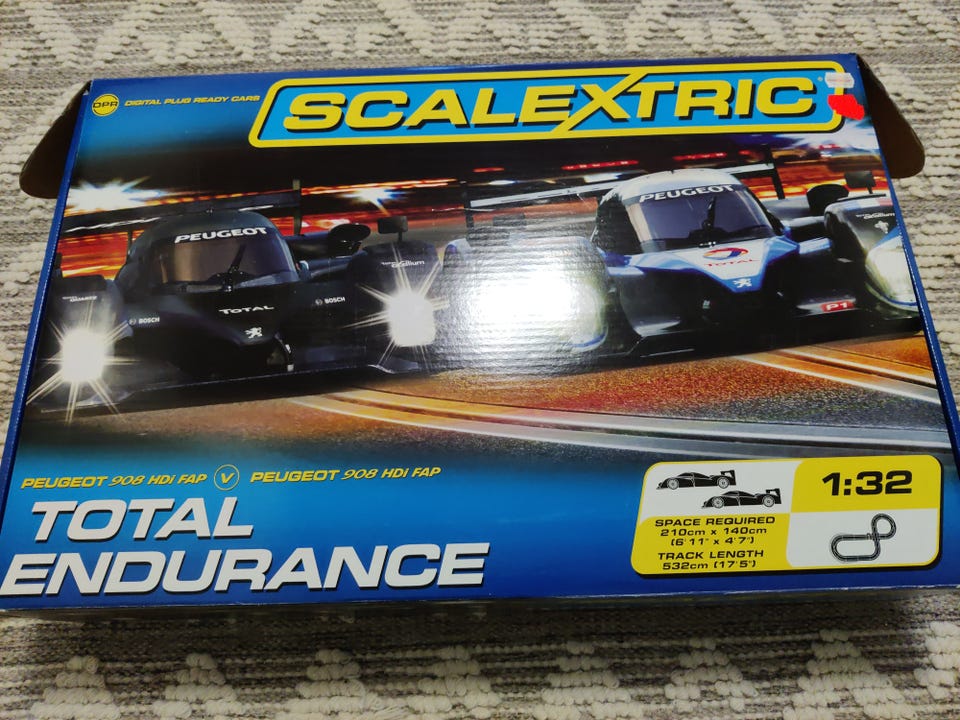 DPR DIGITAL PLUG READY CARS
SCALEXTRIC
PEUGEOT
PEUGEOT
TOTAL
BOSCH
BOSCH
TOTAL
P1
PEUGEOT 908 HDi FAP V PEUGEOT 908 HDi FAP
TOTAL
ENDURANCE
1:32
SPACE REQUIRED
210cm x 140cm
(6'11" x 4'7")
TRACK LENGTH
532cm (17'5")